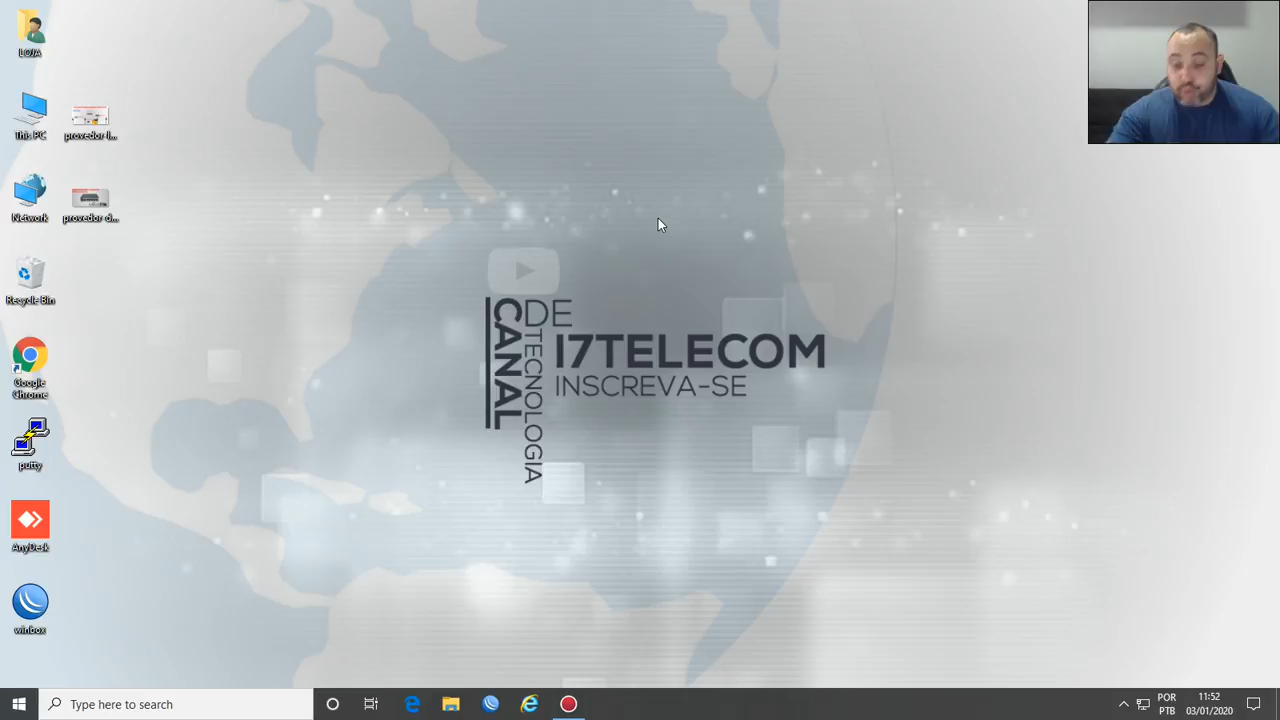 LOJA
This PC
provedor l...
Network
provedor d...
Recycle Bin
Google
Chrome
putty
AnyDesk
winbox
CANAL
DE
TECNOLOGIA
I7TELECOM
INSCREVA-SE
Type here to search
POR
PTB
11:52
03/01/2020